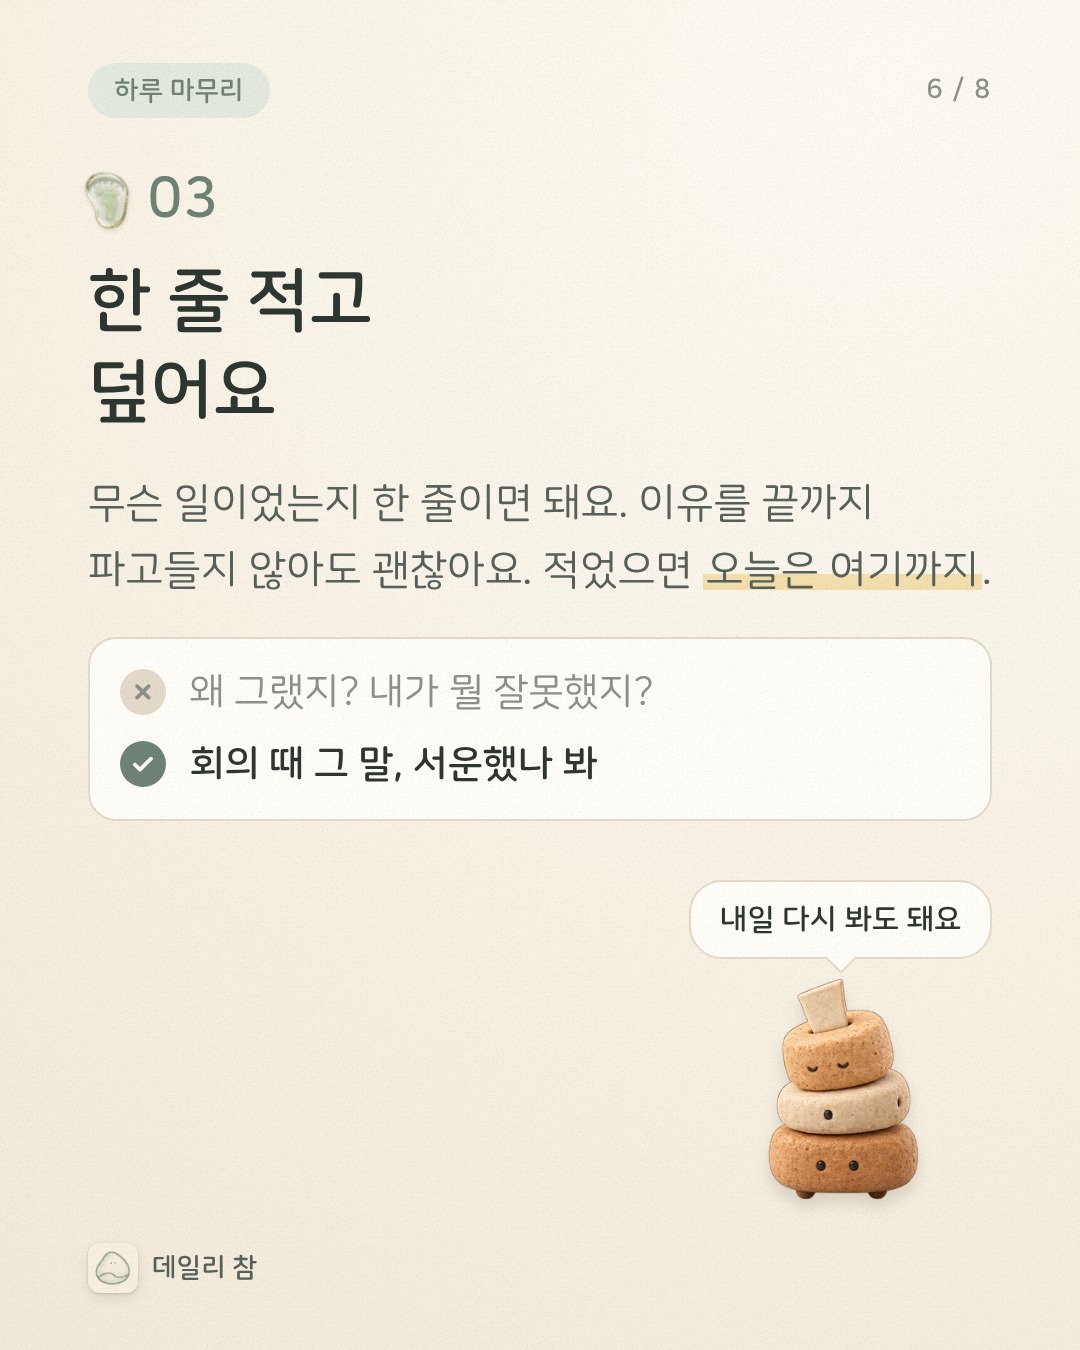 하루 마무리
6 / 8
03
한 줄 적고
덮어요
무슨 일이었는지 한 줄이면 돼요. 이유를 끝까지
파고들지 않아도 괜찮아요. 적었으면 오늘은 여기까지.
왜 그랬지? 내가 뭘 잘못했지?
회의 때 그 말, 서운했나 봐
내일 다시 봐도 돼요
데일리 참